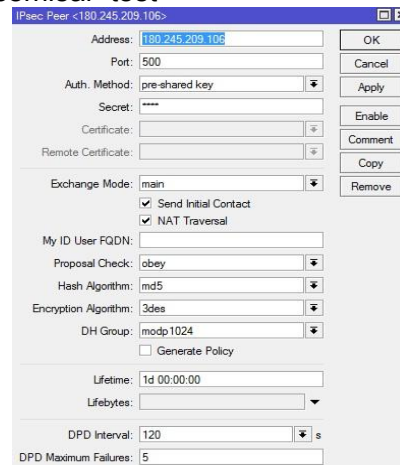 IPsec Peer <180.245.209.106>
Address: 180.245.209.106
OK
Port: 500
Cancel
Auth. Method: pre-shared key
Apply
Secret: ****
Enable
Certificate:
Comment
Remote Certificate:
Copy
Exchange Mode: main
Remove
Send Initial Contact
NAT Traversal
My ID User FQDN:
Proposal Check: obey
Hash Algorithm: md5
Encryption Algorithm: 3des
DH Group: modp1024
Generate Policy
Lifetime: 1d 00:00:00
Lifebytes:
DPD Interval: 120 s
DPD Maximum Failures: 5